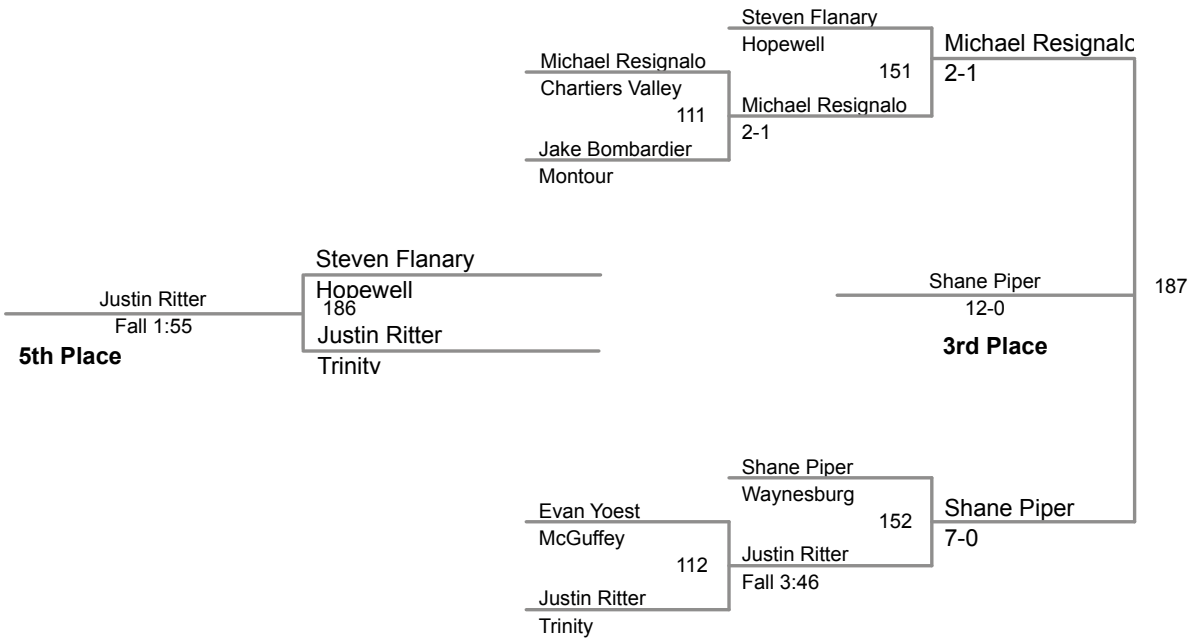 Steven Flanary
Hopewell
Michael Resignalo
2-1
151
Michael Resignalo
Chartiers Valley
111
Michael Resignalo
2-1
Jake Bombardier
Montour
Steven Flanary
Hopewell
186
Justin Ritter
Trinity
Justin Ritter
Fall 1:55
5th Place
Shane Piper
12-0
3rd Place
187
Shane Piper
Waynesburg
152
Shane Piper
7-0
Evan Yoest
McGuffey
112
Justin Ritter
Fall 3:46
Justin Ritter
Trinity